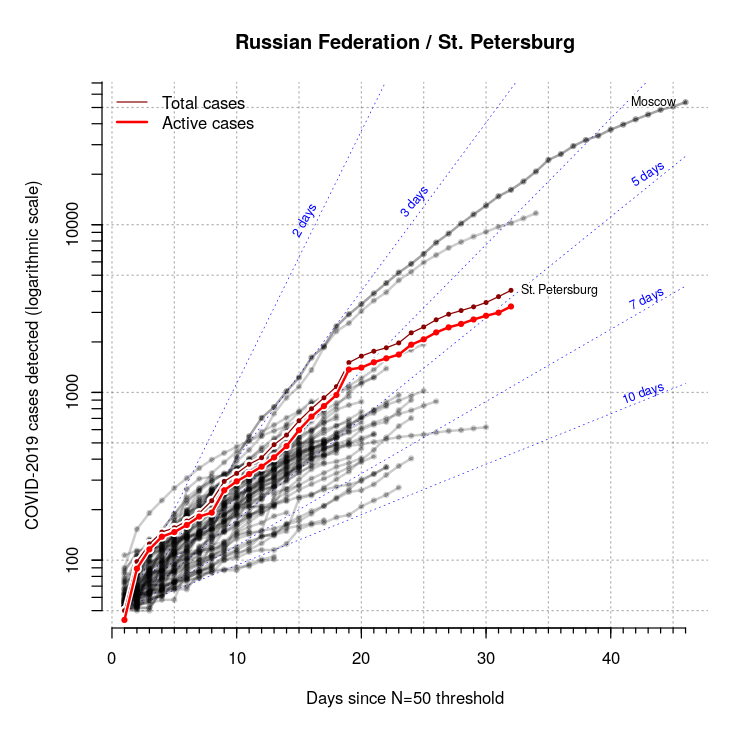 Russian Federation / St. Petersburg
Total cases
Active cases
Moscow
2 days
3 days
5 days
St. Petersburg
7 days
10 days
COVID-2019 cases detected (logarithmic scale)
10000
1000
100
0 10 20 30 40
Days since N=50 threshold